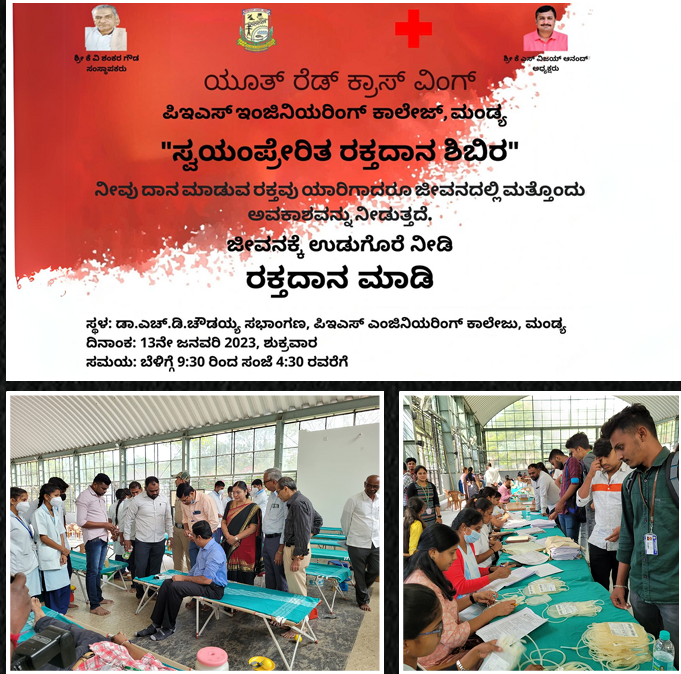 ಶ್ರೀ ಕೆ ವಿ ಶಂಕರ ಗೌಡ
ಸಂಸ್ಥಾಪಕರು
ಶ್ರೀ ಕೆ ಎಸ್ ವಿಜಯ್ ಆನಂದ್
ಅಧ್ಯಕ್ಷರು
ಯೂತ್ ರೆಡ್ ಕ್ರಾಸ್ ವಿಂಗ್
ಪಿಇಎಸ್ ಇಂಜಿನಿಯರಿಂಗ್ ಕಾಲೇಜ್, ಮಂಡ್ಯ
"ಸ್ವಯಂಪ್ರೇರಿತ ರಕ್ತದಾನ ಶಿಬಿರ"
ನೀವು ದಾನ ಮಾಡುವ ರಕ್ತವು ಯಾರಿಗಾದರೂ ಜೀವನದಲ್ಲಿ ಮತ್ತೊಂದು
ಅವಕಾಶವನ್ನು ನೀಡುತ್ತದೆ.
ಜೀವನಕ್ಕೆ ಉಡುಗೊರೆ ನೀಡಿ
ರಕ್ತದಾನ ಮಾಡಿ
ಸ್ಥಳ: ಡಾ.ಎಚ್.ಡಿ.ಚೌಡಯ್ಯ ಸಭಾಂಗಣ, ಪಿಇಎಸ್ ಎಂಜಿನಿಯರಿಂಗ್ ಕಾಲೇಜು, ಮಂಡ್ಯ
ದಿನಾಂಕ: 13ನೇ ಜನವರಿ 2023, ಶುಕ್ರವಾರ
ಸಮಯ: ಬೆಳಿಗ್ಗೆ 9:30 ರಿಂದ ಸಂಜೆ 4:30 ರವರೆಗೆ